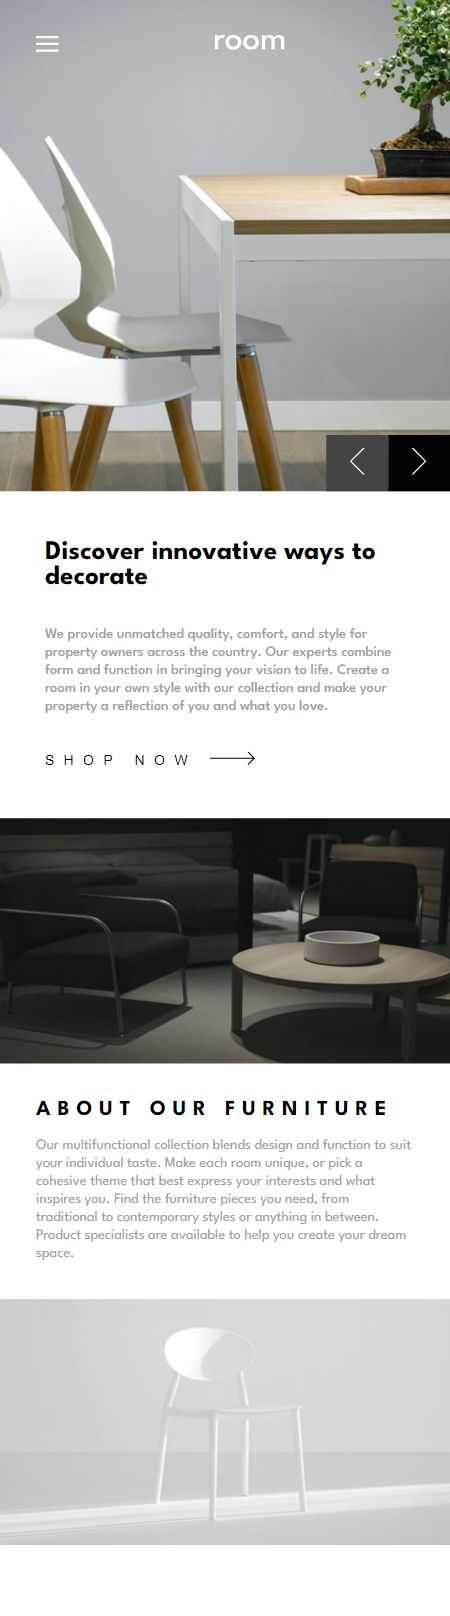 room
Discover innovative ways to
decorate
We provide unmatched quality, comfort, and style for
property owners across the country. Our experts combine
form and function in bringing your vision to life. Create a
room in your own style with our collection and make your
property a reflection of you and what you love.
SHOP NOW
ABOUT OUR FURNITURE
Our multifunctional collection blends design and function to suit
your individual taste. Make each room unique, or pick a
cohesive theme that best express your interests and what
inspires you. Find the furniture pieces you need, from
traditional to contemporary styles or anything in between.
Product specialists are available to help you create your dream
space.